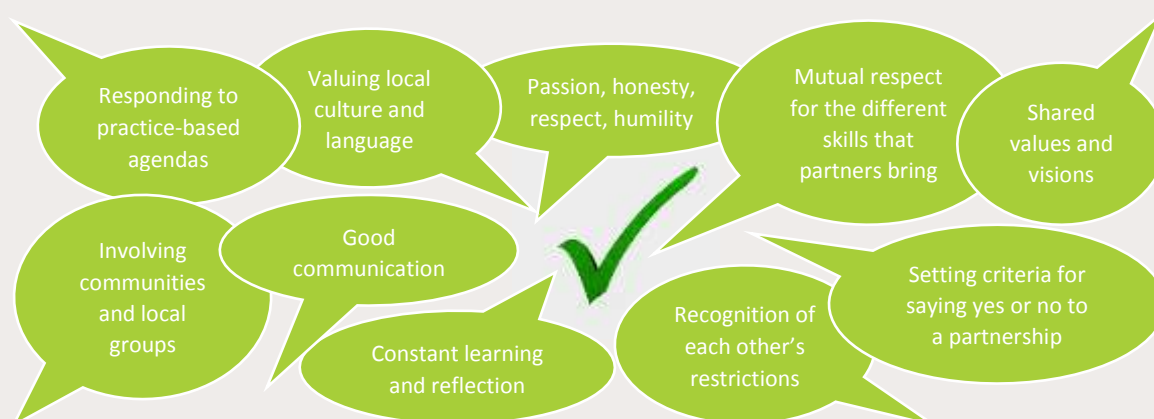 Responding to
practice-based
agendas
Valuing local
culture and
language
Passion, honesty,
respect, humility
Mutual respect
for the different
skills that
partners bring
Shared
values and
visions
Involving
communities
and local
groups
Good
communication
Constant learning
and reflection
Recognition of
each other’s
restrictions
Setting criteria for
saying yes or no to
a partnership